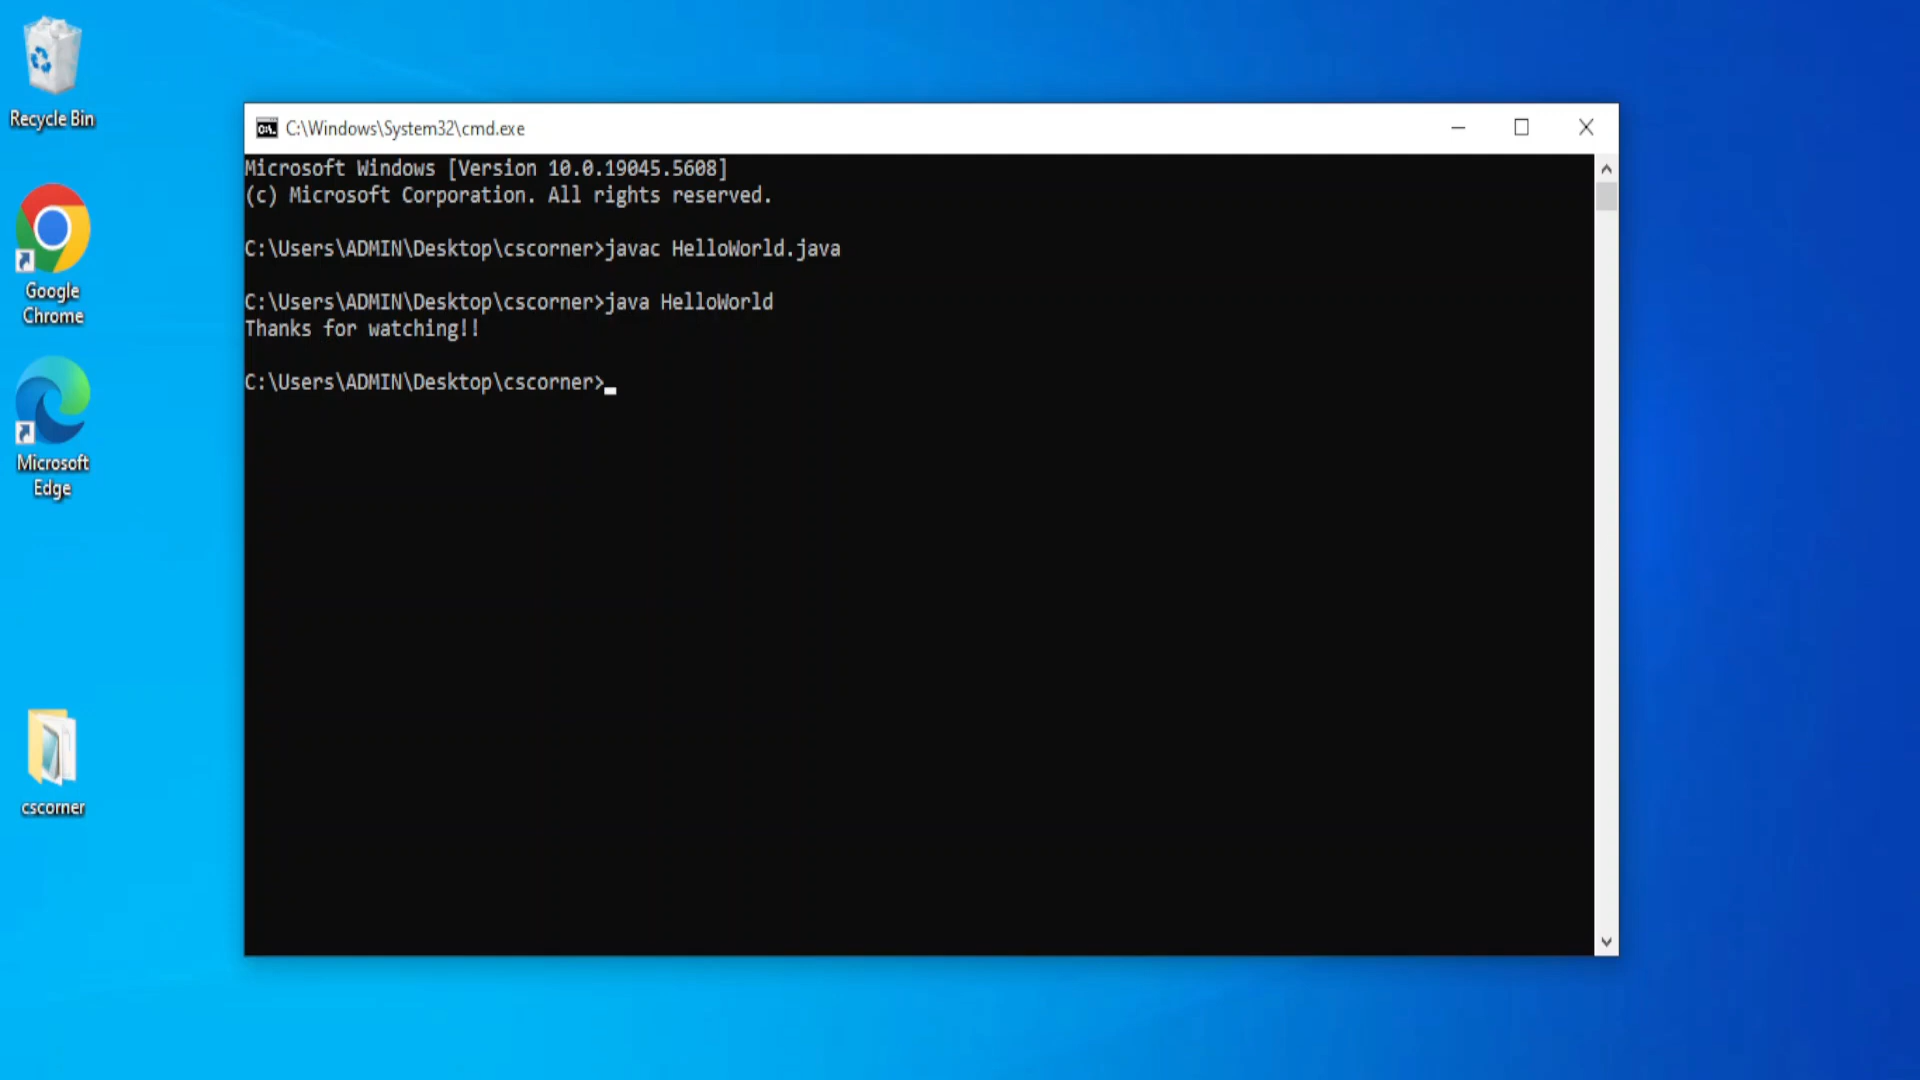 Recycle Bin
Google
Chrome
Microsoft
Edge
cscorner
C:\Windows\System32\cmd.exe
Microsoft Windows [Version 10.0.19045.5608]
(c) Microsoft Corporation. All rights reserved.
C:\Users\ADMIN\Desktop\cscorner>javac HelloWorld.java
C:\Users\ADMIN\Desktop\cscorner>java HelloWorld
Thanks for watching!!
C:\Users\ADMIN\Desktop\cscorner>